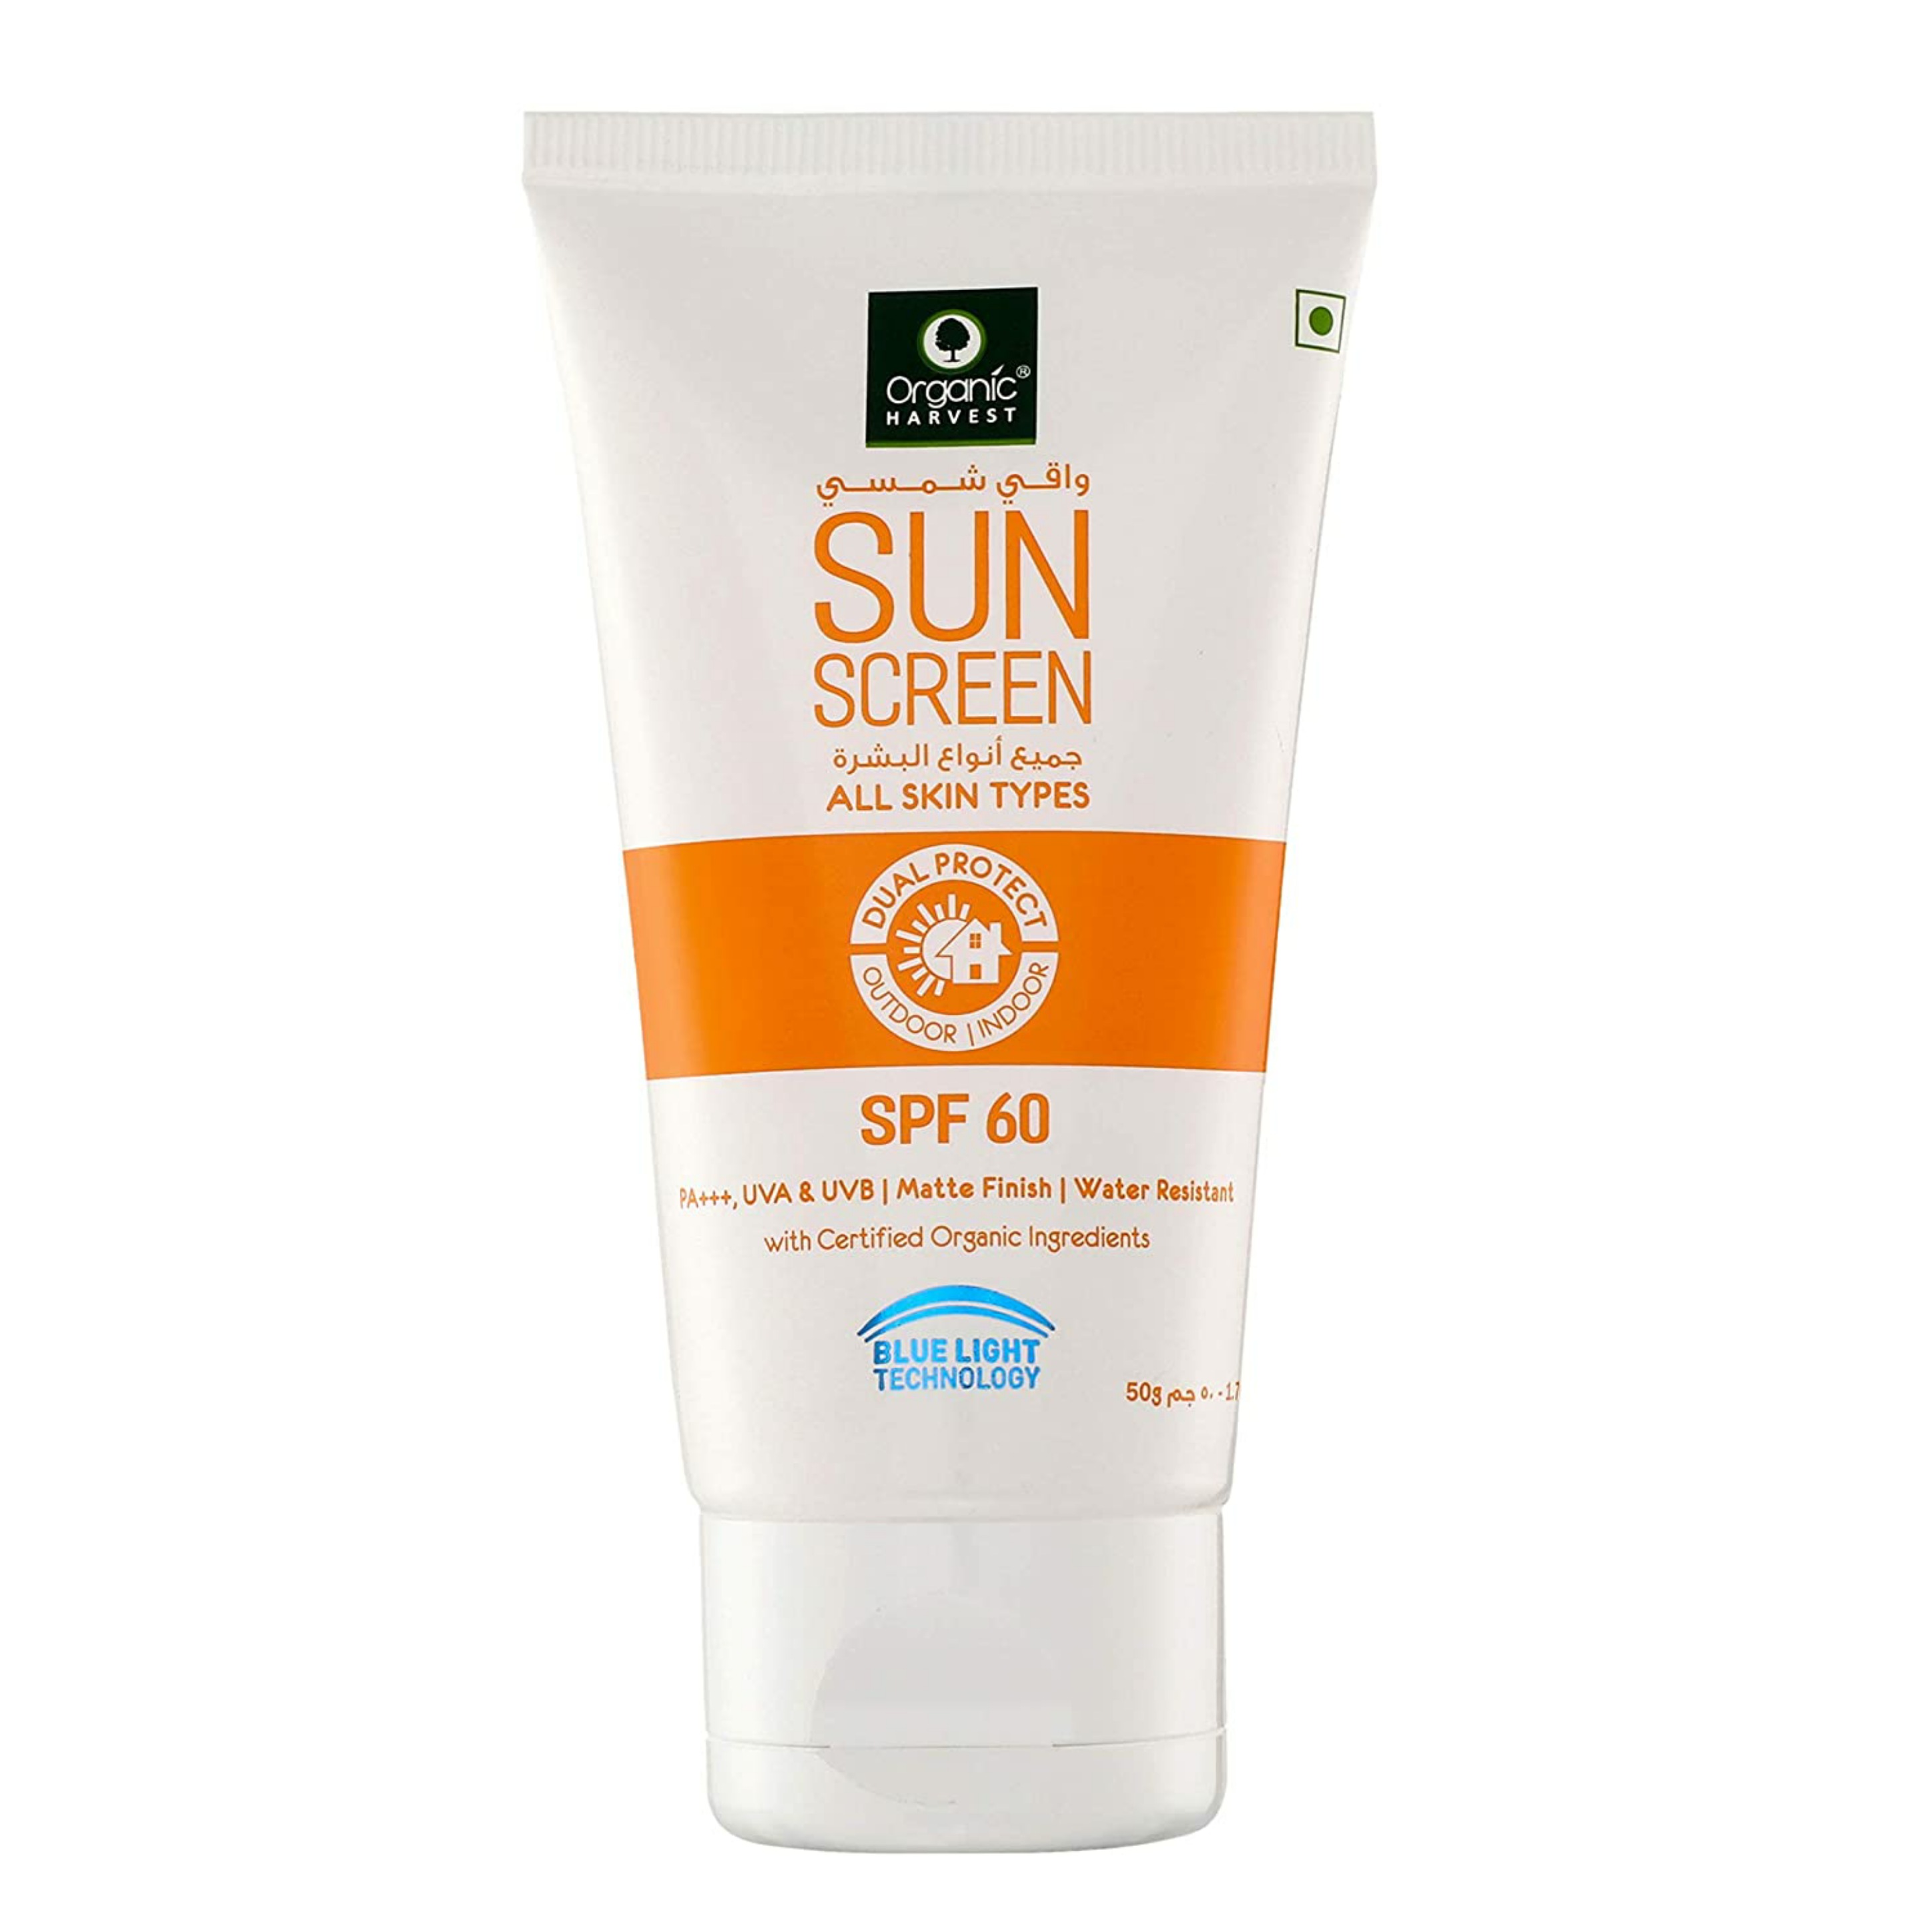 Organic®
HARVEST
واقي شمسي
SUN
SCREEN
جميع أنواع البشرة
ALL SKIN TYPES
DUAL PROTECT
OUTDOOR | INDOOR
SPF 60
PA+++, UVA & UVB | Matte Finish | Water Resistant
with Certified Organic Ingredients
BLUE LIGHT
TECHNOLOGY
50g ٥٠ جم -